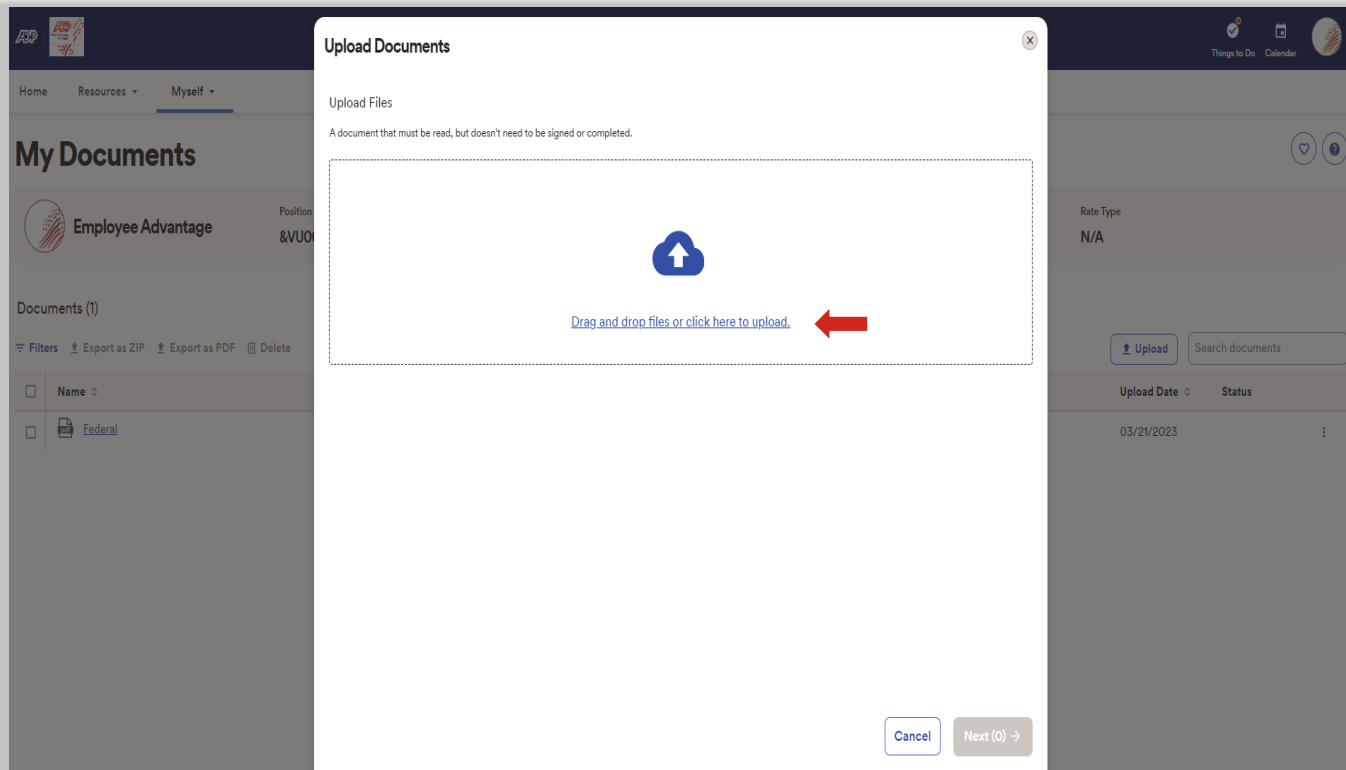 ADP
Upload Documents
Things to Do
Calendar
Home
Resources
Myself
Upload Files
A document that must be read, but doesn't need to be signed or completed.
My Documents
Employee Advantage
Position
&VU00
Rate Type
N/A
Drag and drop files or click here to upload.
Documents (1)
Filters Export as ZIP Export as PDF Delete
Upload
Search documents
Name
Upload Date
Status
pdf
Federal
03/21/2023
Cancel
Next (0)